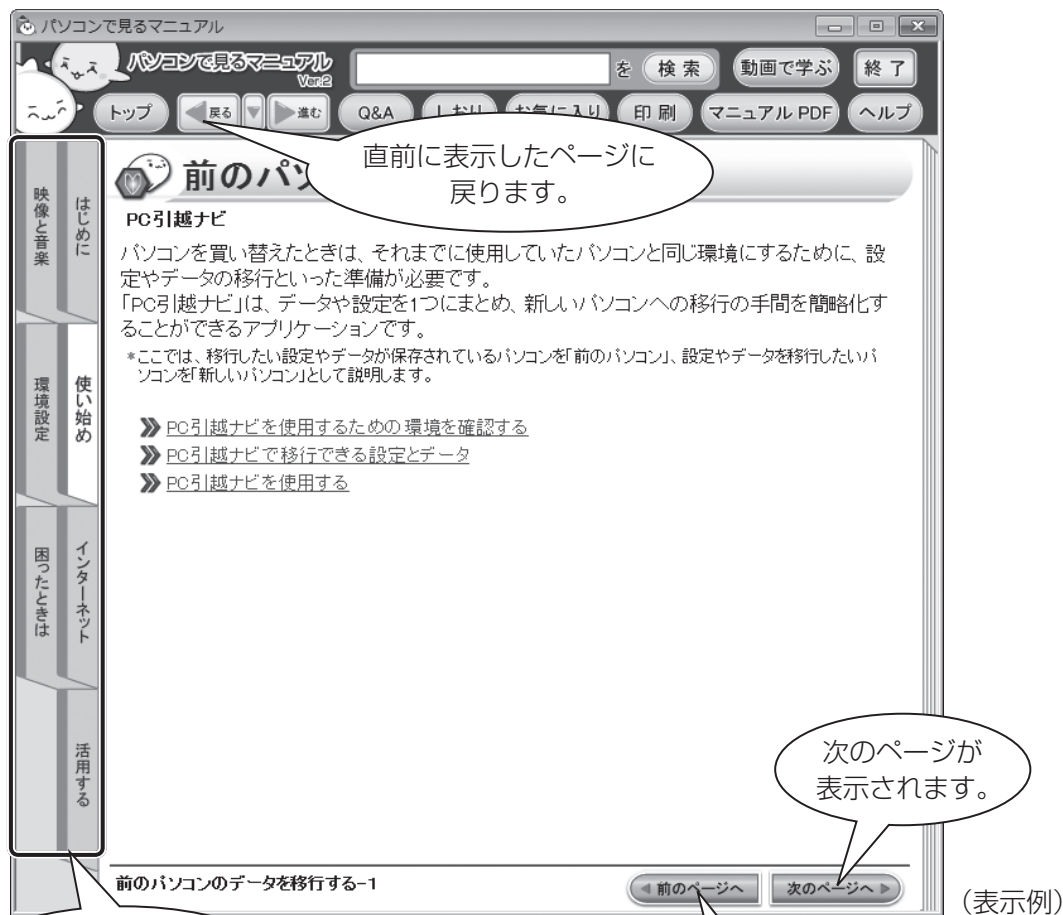 パソコンで見るマニュアル
パソコンで見るマニュアル
Ver.2
を 検索 動画で学ぶ 終了
トップ 戻る 進む Q&A しおり お気に入り 印刷 マニュアル PDF ヘルプ
直前に表示したページに
戻ります。
前のパソ
はじめに
使い始め
インターネット
活用する
映像と音楽
環境設定
困ったときは
PC引越ナビ
パソコンを買い替えたときは、それまでに使用していたパソコンと同じ環境にするために、設
定やデータの移行といった準備が必要です。
「PC引越ナビ」は、データや設定を1つにまとめ、新しいパソコンへの移行の手間を簡略化す
ることができるアプリケーションです。
*ここでは、移行したい設定やデータが保存されているパソコンを「前のパソコン」、設定やデータを移行したいパ
ソコンを「新しいパソコン」として説明します。
PC引越ナビを使用するための環境を確認する
PC引越ナビで移行できる設定とデータ
PC引越ナビを使用する
次のページが
表示されます。
前のパソコンのデータを移行する-1
前のページへ 次のページへ
(表示例)